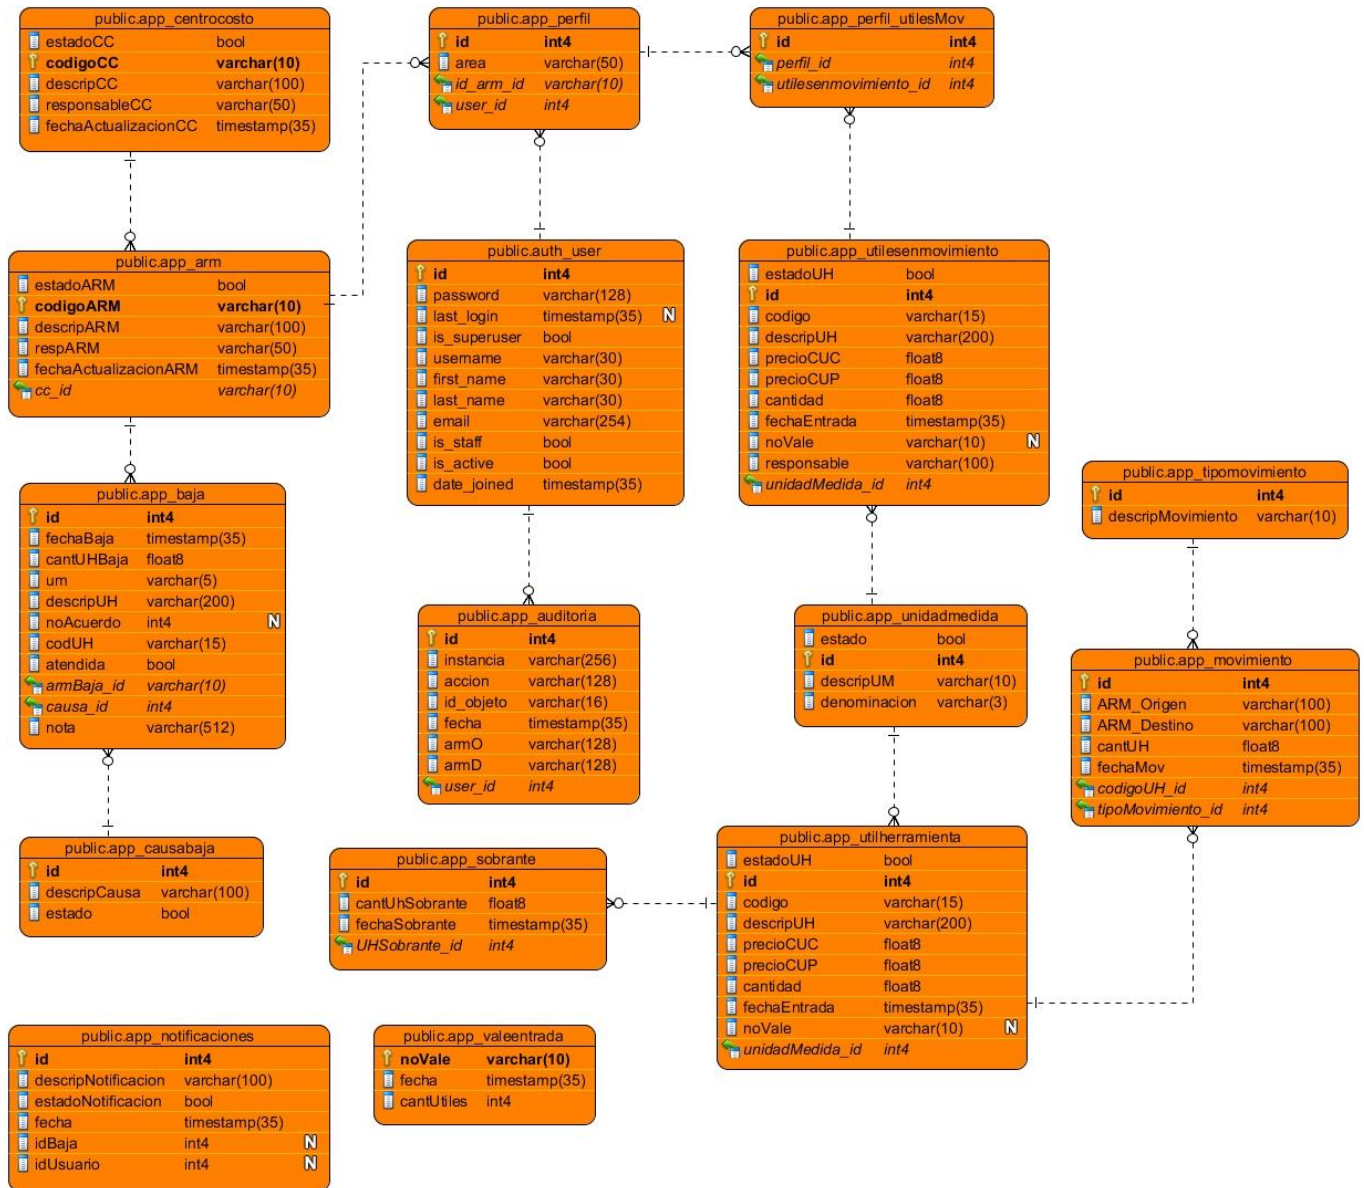 public.app_centrocosto
estadoCC bool
codigoCC varchar(10)
descripCC varchar(100)
responsableCC varchar(50)
fechaActualizacionCC timestamp(35)
public.app_perfil
id int4
area varchar(50)
id_arm_id varchar(10)
user_id int4
public.app_perfil_utilesMov
id int4
perfil_id int4
utilesenmovimiento_id int4
public.app_arm
estadoARM bool
codigoARM varchar(10)
descripARM varchar(100)
respARM varchar(50)
fechaActualizacionARM timestamp(35)
cc_id varchar(10)
public.auth_user
id int4
password varchar(128)
last_login timestamp(35) N
is_superuser bool
username varchar(30)
first_name varchar(30)
last_name varchar(30)
email varchar(254)
is_staff bool
is_active bool
date_joined timestamp(35)
public.app_utilesenmovimiento
estadoUH bool
id int4
codigo varchar(15)
descripUH varchar(200)
precioCUC float8
precioCUP float8
cantidad float8
fechaEntrada timestamp(35)
noVale varchar(10) N
responsable varchar(100)
unidadMedida_id int4
public.app_tipomovimiento
id int4
descripMovimiento varchar(10)
public.app_baja
id int4
fechaBaja timestamp(35)
cantUHBaja float8
um varchar(5)
descripUH varchar(200)
noAcuerdo int4 N
codUH varchar(15)
atendida bool
armBaja_id varchar(10)
causa_id int4
nota varchar(512)
public.app_auditoria
id int4
instancia varchar(256)
accion varchar(128)
id_objeto varchar(16)
fecha timestamp(35)
armO varchar(128)
armD varchar(128)
user_id int4
public.app_unidadmedida
estado bool
id int4
descripUM varchar(10)
denominacion varchar(3)
public.app_movimiento
id int4
ARM_Origen varchar(100)
ARM_Destino varchar(100)
cantUH float8
fechaMov timestamp(35)
codigoUH_id int4
tipoMovimiento_id int4
public.app_causabaja
id int4
descripCausa varchar(100)
estado bool
public.app_sobrante
id int4
cantUhSobrante float8
fechaSobrante timestamp(35)
UHSobrante_id int4
public.app_utilherramienta
estadoUH bool
id int4
codigo varchar(15)
descripUH varchar(200)
precioCUC float8
precioCUP float8
cantidad float8
fechaEntrada timestamp(35)
noVale varchar(10) N
unidadMedida_id int4
public.app_notificaciones
id int4
descripNotificacion varchar(100)
estadoNotificacion bool
fecha timestamp(35)
idBaja int4 N
idUsuario int4 N
public.app_valeentrada
noVale varchar(10)
fecha timestamp(35)
cantUtiles int4